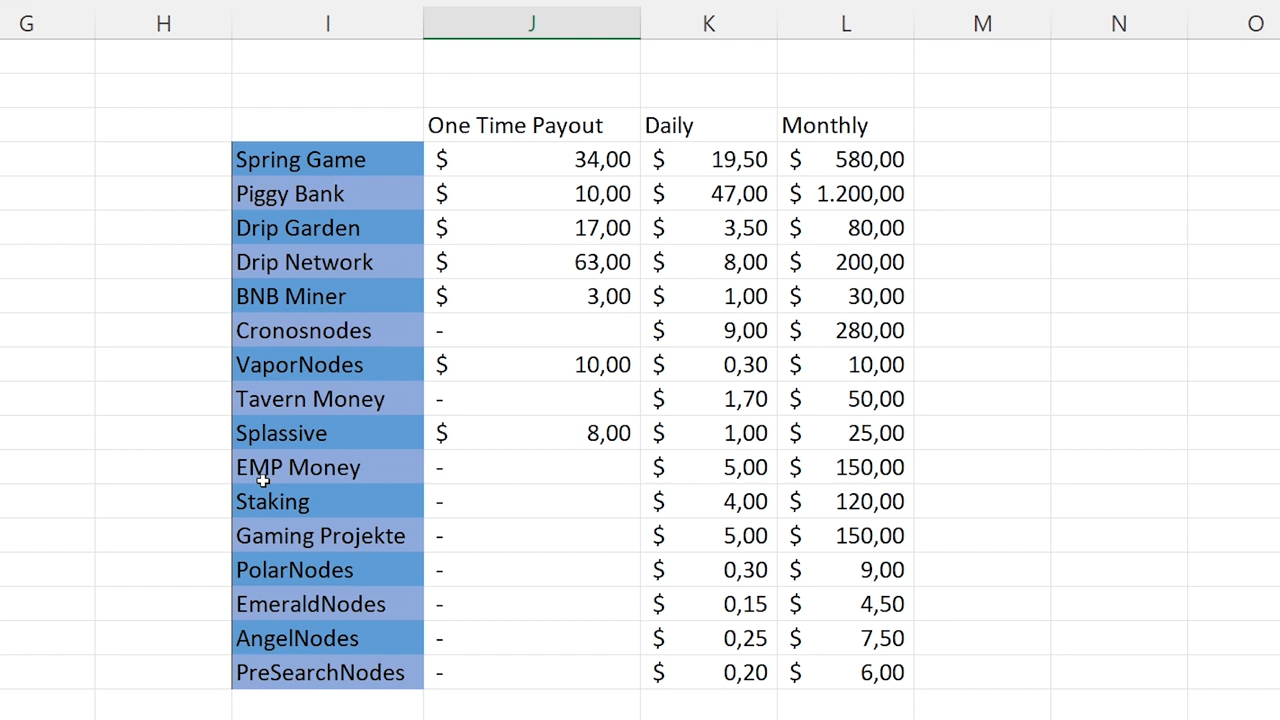 G H I J K L M N O
One Time Payout Daily Monthly
Spring Game $ 34,00 $ 19,50 $ 580,00
Piggy Bank $ 10,00 $ 47,00 $ 1.200,00
Drip Garden $ 17,00 $ 3,50 $ 80,00
Drip Network $ 63,00 $ 8,00 $ 200,00
BNB Miner $ 3,00 $ 1,00 $ 30,00
Cronosnodes - $ 9,00 $ 280,00
VaporNodes $ 10,00 $ 0,30 $ 10,00
Tavern Money - $ 1,70 $ 50,00
Splassive $ 8,00 $ 1,00 $ 25,00
EMP Money - $ 5,00 $ 150,00
Staking - $ 4,00 $ 120,00
Gaming Projekte - $ 5,00 $ 150,00
PolarNodes - $ 0,30 $ 9,00
EmeraldNodes - $ 0,15 $ 4,50
AngelNodes - $ 0,25 $ 7,50
PreSearchNodes - $ 0,20 $ 6,00